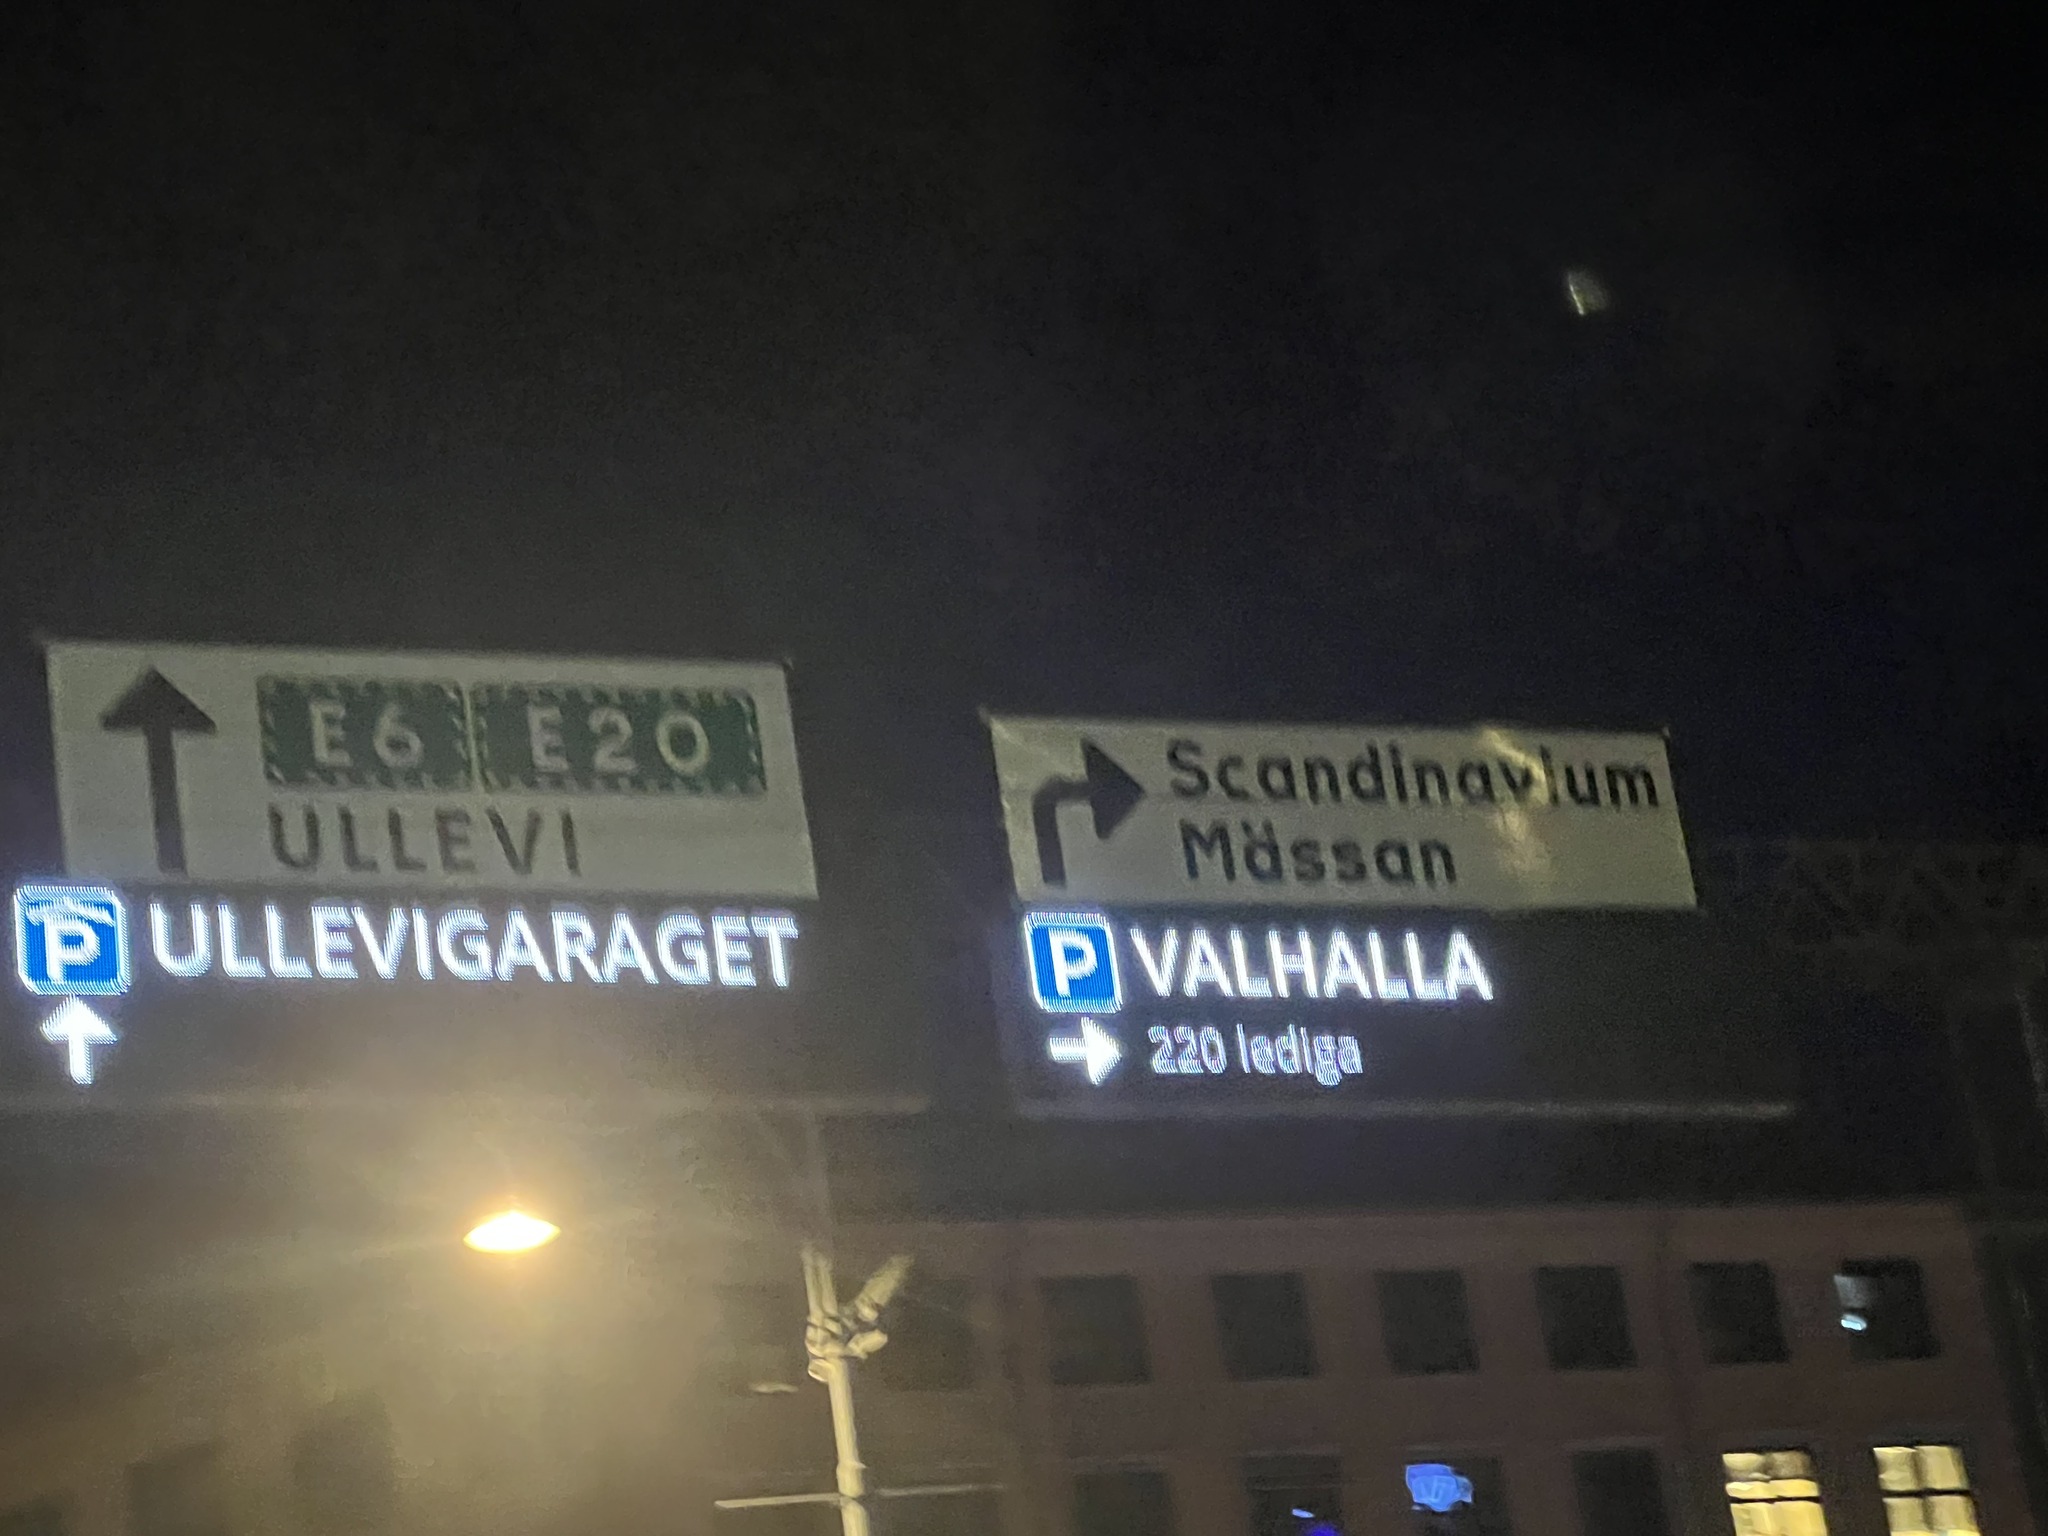 E6 E20
ULLEVI
P ULLEVIGARAGET
Scandinavium
Mässan
P VALHALLA
220 lediga